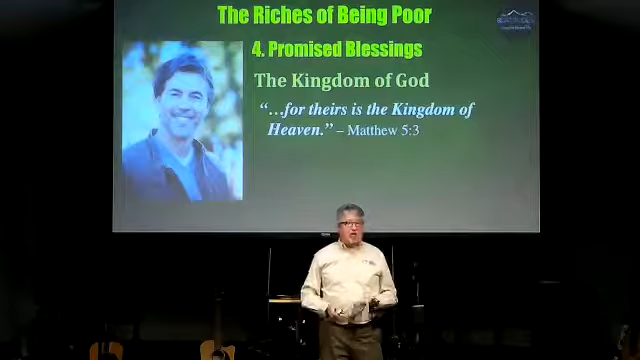 The Riches of Being Poor
4. Promised Blessings
The Kingdom of God
“…for theirs is the Kingdom of
Heaven.” – Matthew 5:3